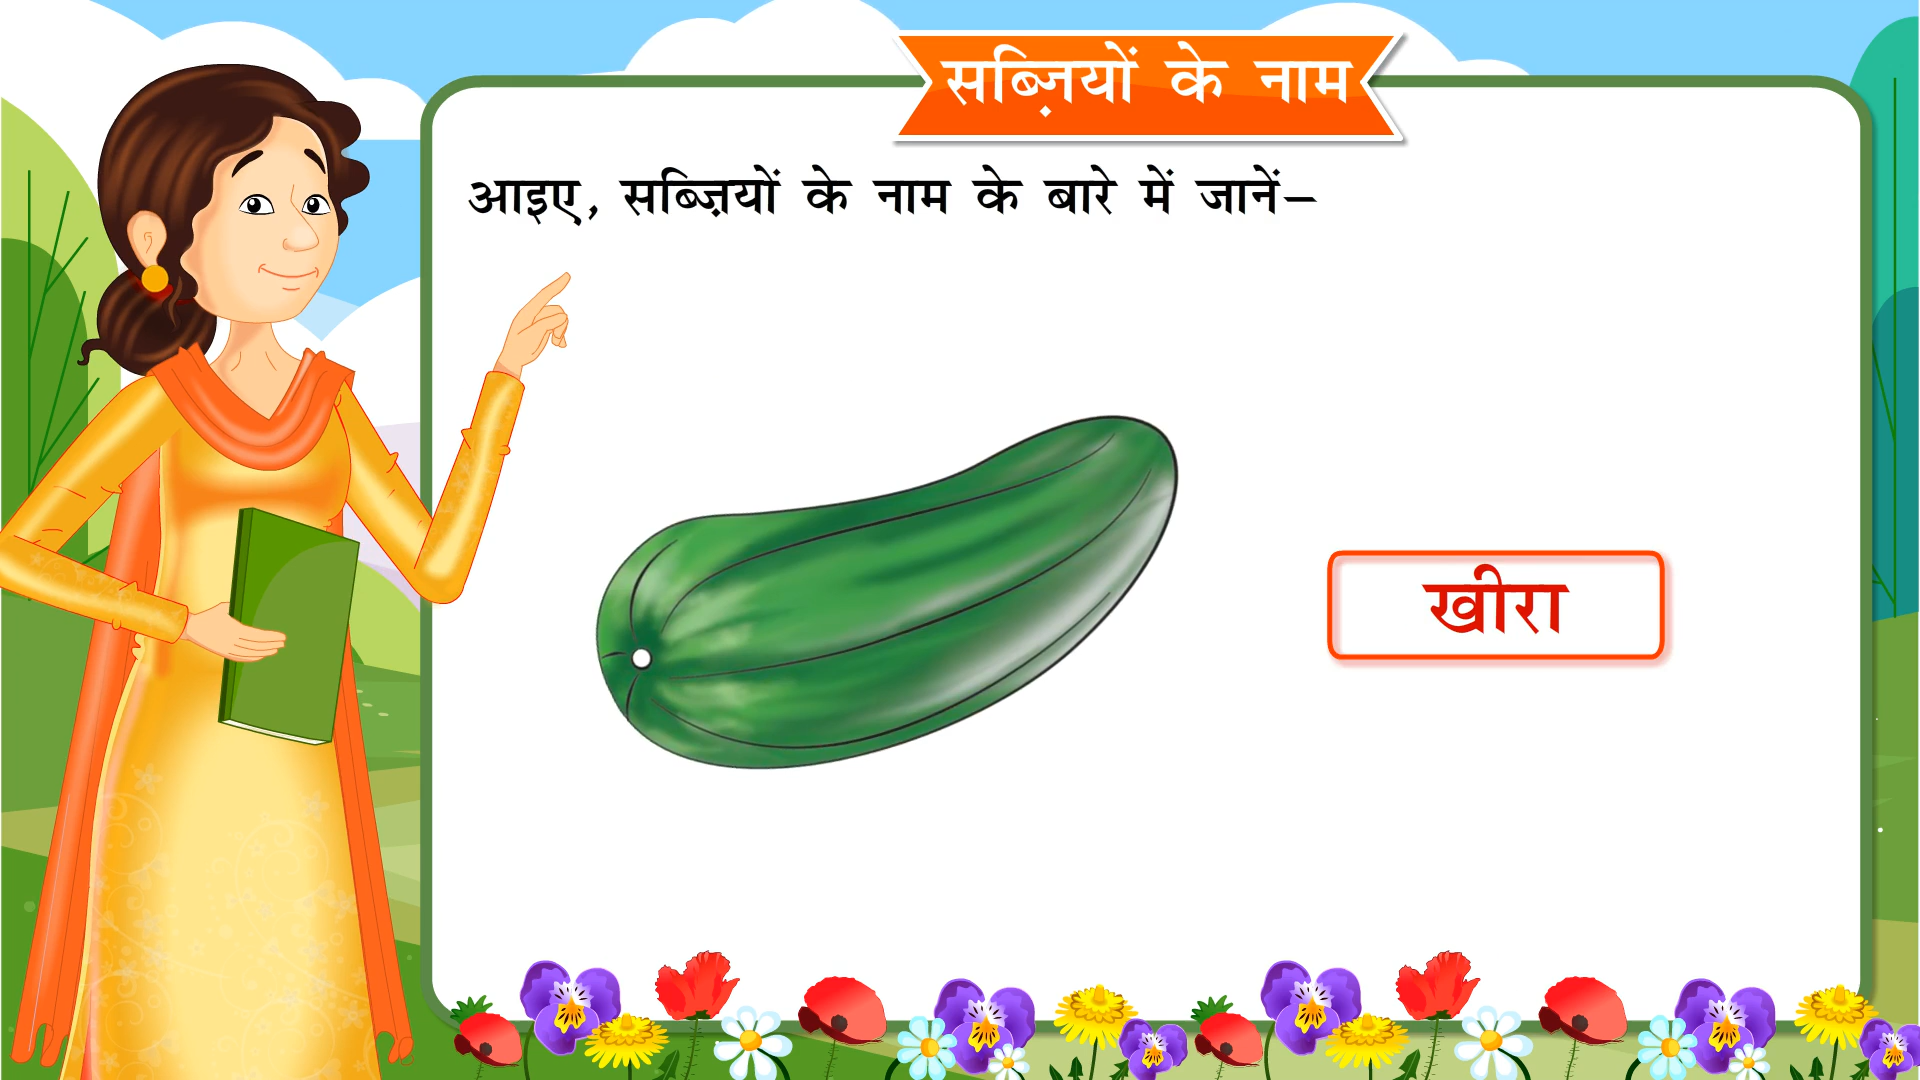 सब्ज़ियों के नाम
आइए, सब्ज़ियों के नाम के बारे में जानें–
खीरा